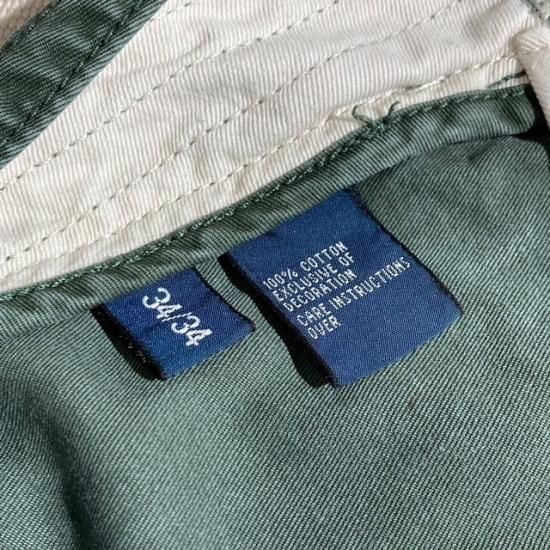 34/34
100% COTTON
EXCLUSIVE OF
DECORATION
CARE INSTRUCTIONS
OVER